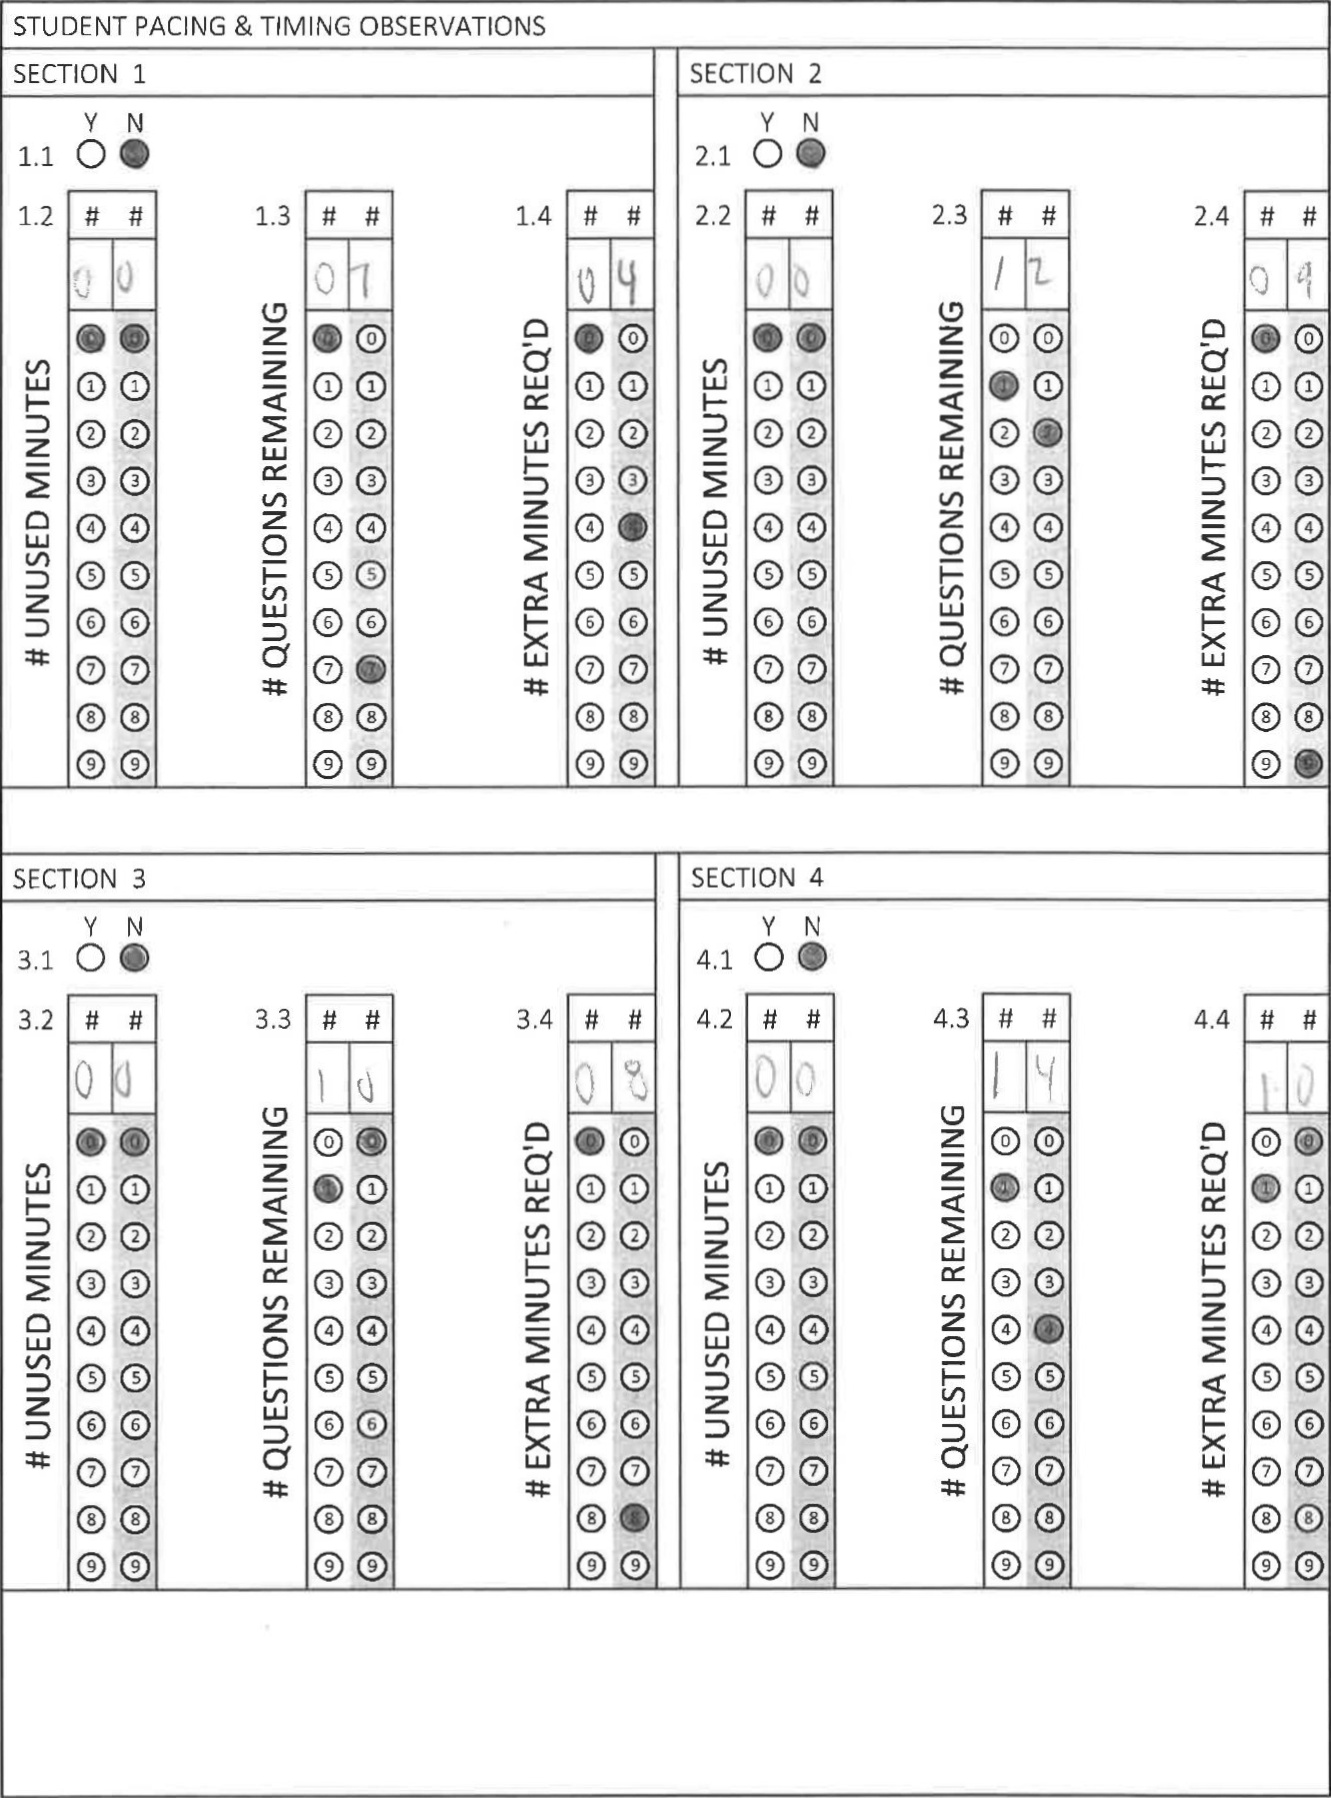 STUDENT PACING & TIMING OBSERVATIONS
SECTION 1
Y N
1.1
1.2 # # 1.3 # # 1.4 # #
0 0 0 7 0 4
# UNUSED MINUTES
# QUESTIONS REMAINING
# EXTRA MINUTES REQ'D
0 0 0 0 0 0
1 1 1 1 1 1
2 2 2 2 2 2
3 3 3 3 3 3
4 4 4 4 4 4
5 5 5 5 5 5
6 6 6 6 6 6
7 7 7 7 7 7
8 8 8 8 8 8
9 9 9 9 9 9
SECTION 2
Y N
2.1
2.2 # # 2.3 # # 2.4 # #
0 0 1 2 0 9
# UNUSED MINUTES
# QUESTIONS REMAINING
# EXTRA MINUTES REQ'D
0 0 0 0 0 0
1 1 1 1 1 1
2 2 2 2 2 2
3 3 3 3 3 3
4 4 4 4 4 4
5 5 5 5 5 5
6 6 6 6 6 6
7 7 7 7 7 7
8 8 8 8 8 8
9 9 9 9 9 9
SECTION 3
Y N
3.1
3.2 # # 3.3 # # 3.4 # #
0 0 1 0 0 8
# UNUSED MINUTES
# QUESTIONS REMAINING
# EXTRA MINUTES REQ'D
0 0 0 0 0 0
1 1 1 1 1 1
2 2 2 2 2 2
3 3 3 3 3 3
4 4 4 4 4 4
5 5 5 5 5 5
6 6 6 6 6 6
7 7 7 7 7 7
8 8 8 8 8 8
9 9 9 9 9 9
SECTION 4
Y N
4.1
4.2 # # 4.3 # # 4.4 # #
0 0 1 4 1 0
# UNUSED MINUTES
# QUESTIONS REMAINING
# EXTRA MINUTES REQ'D
0 0 0 0 0 0
1 1 1 1 1 1
2 2 2 2 2 2
3 3 3 3 3 3
4 4 4 4 4 4
5 5 5 5 5 5
6 6 6 6 6 6
7 7 7 7 7 7
8 8 8 8 8 8
9 9 9 9 9 9